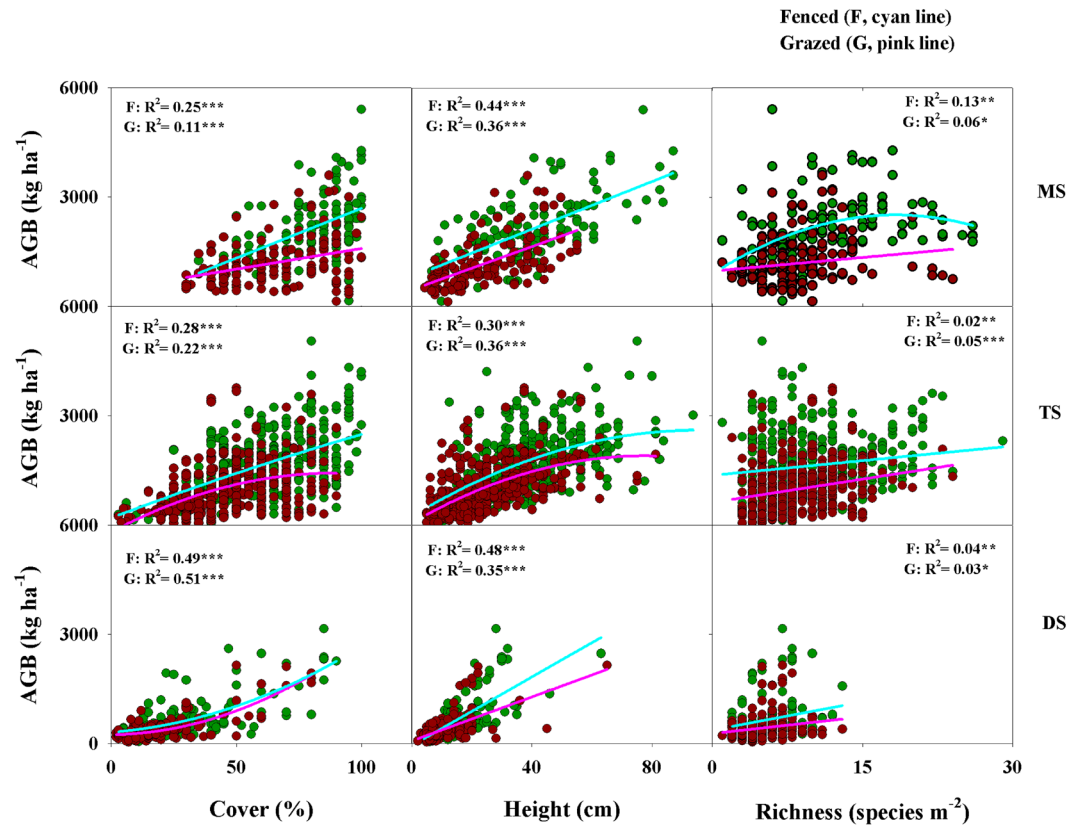 Fenced (F, cyan line)
Grazed (G, pink line)
6000
F: R²= 0.25***
G: R²= 0.11***
F: R²= 0.44***
G: R²= 0.36***
F: R²= 0.13**
G: R²= 0.06*
AGB (kg ha⁻¹)
3000
MS
6000
F: R²= 0.28***
G: R²= 0.22***
F: R²= 0.30***
G: R²= 0.36***
F: R²= 0.02**
G: R²= 0.05***
AGB (kg ha⁻¹)
3000
TS
6000
F: R²= 0.49***
G: R²= 0.51***
F: R²= 0.48***
G: R²= 0.35***
F: R²= 0.04**
G: R²= 0.03*
AGB (kg ha⁻¹)
3000
DS
0
0 50 100 0 40 80 0 15 30
Cover (%) Height (cm) Richness (species m⁻²)